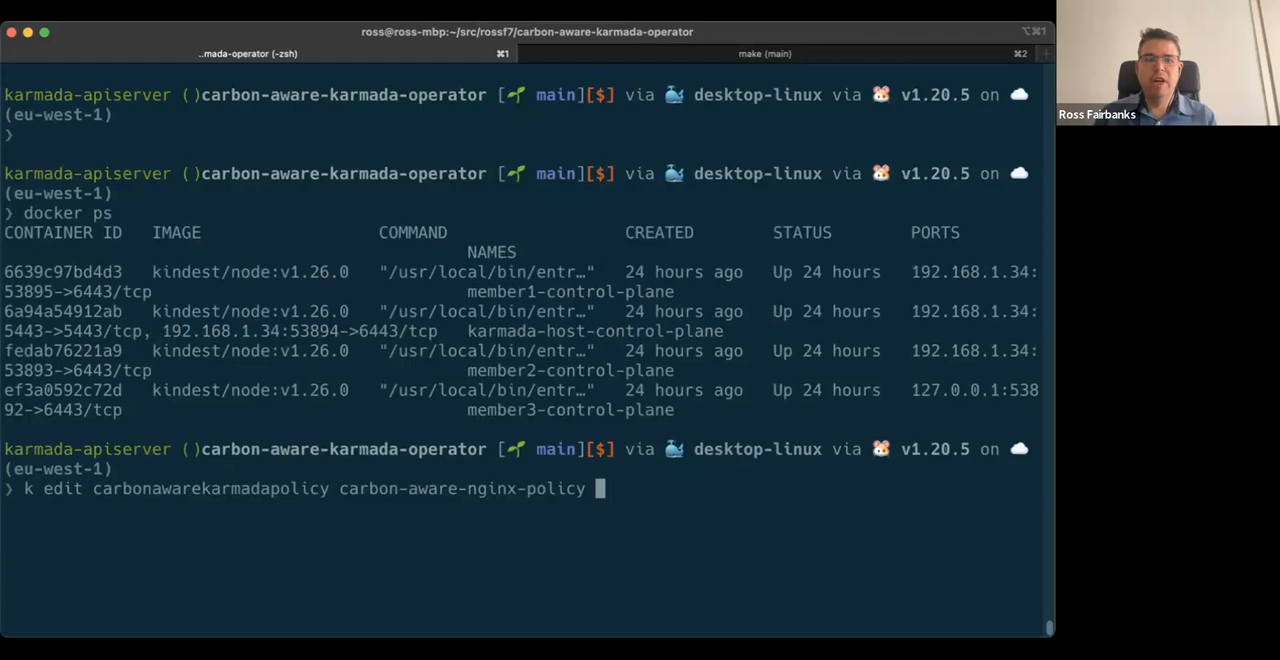 ross@ross-mbp:~/src/rossf7/carbon-aware-karmada-operator
⌥⌘1
..mada-operator (-zsh)
⌘1
make (main)
⌘2
+
karmada-apiserver ()carbon-aware-karmada-operator [🌱 main][$] via 🐳 desktop-linux via 🐹 v1.20.5 on ☁️
(eu-west-1)
❯
karmada-apiserver ()carbon-aware-karmada-operator [🌱 main][$] via 🐳 desktop-linux via 🐹 v1.20.5 on ☁️
(eu-west-1)
❯ docker ps
CONTAINER ID   IMAGE                  COMMAND                  CREATED        STATUS        PORTS
NAMES
6639c97bd4d3   kindest/node:v1.26.0   "/usr/local/bin/entr…"   24 hours ago   Up 24 hours   192.168.1.34:
53895->6443/tcp                                member1-control-plane
6a94a54912ab   kindest/node:v1.26.0   "/usr/local/bin/entr…"   24 hours ago   Up 24 hours   192.168.1.34:
5443->5443/tcp, 192.168.1.34:53894->6443/tcp   karmada-host-control-plane
fedab76221a9   kindest/node:v1.26.0   "/usr/local/bin/entr…"   24 hours ago   Up 24 hours   192.168.1.34:
53893->6443/tcp                                member2-control-plane
ef3a0592c72d   kindest/node:v1.26.0   "/usr/local/bin/entr…"   24 hours ago   Up 24 hours   127.0.0.1:538
92->6443/tcp                                   member3-control-plane
karmada-apiserver ()carbon-aware-karmada-operator [🌱 main][$] via 🐳 desktop-linux via 🐹 v1.20.5 on ☁️
(eu-west-1)
❯ k edit carbonawarekarmadapolicy carbon-aware-nginx-policy
Ross Fairbanks